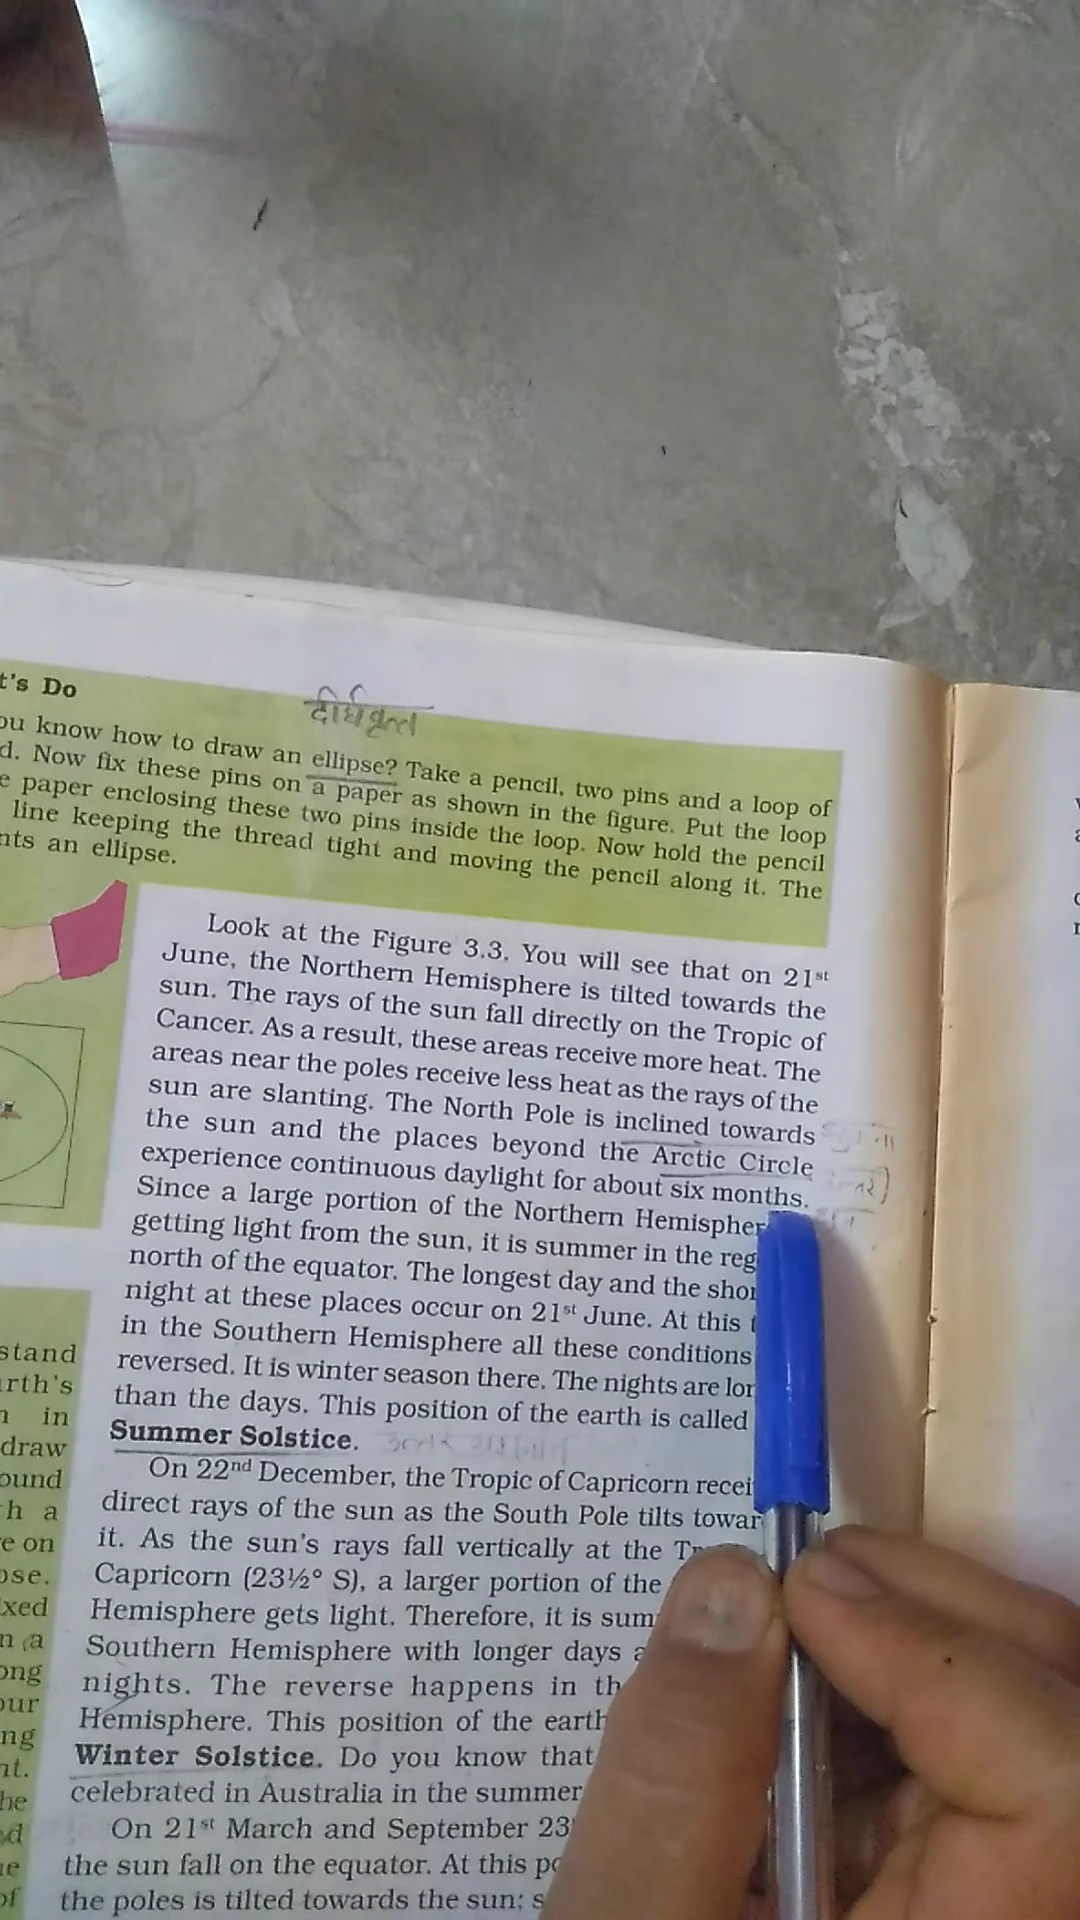 t's Do
दीर्घवृत्त
ou know how to draw an ellipse? Take a pencil, two pins and a loop of
d. Now fix these pins on a paper as shown in the figure. Put the loop
e paper enclosing these two pins inside the loop. Now hold the pencil
line keeping the thread tight and moving the pencil along it. The
nts an ellipse.
Look at the Figure 3.3. You will see that on 21st
June, the Northern Hemisphere is tilted towards the
sun. The rays of the sun fall directly on the Tropic of
Cancer. As a result, these areas receive more heat. The
areas near the poles receive less heat as the rays of the
sun are slanting. The North Pole is inclined towards
the sun and the places beyond the Arctic Circle
experience continuous daylight for about six months.
Since a large portion of the Northern Hemispher
getting light from the sun, it is summer in the reg
north of the equator. The longest day and the shor
night at these places occur on 21st June. At this t
in the Southern Hemisphere all these conditions
reversed. It is winter season there. The nights are lon
than the days. This position of the earth is called
Summer Solstice.
On 22nd December, the Tropic of Capricorn recei
direct rays of the sun as the South Pole tilts towar
it. As the sun's rays fall vertically at the Tr
Capricorn (23½° S), a larger portion of the
Hemisphere gets light. Therefore, it is sum
Southern Hemisphere with longer days a
nights. The reverse happens in th
Hemisphere. This position of the earth
Winter Solstice. Do you know that
celebrated in Australia in the summer
On 21st March and September 23
the sun fall on the equator. At this po
the poles is tilted towards the sun; s
stand
rth's
in
draw
ound
h a
e on
ose.
xed
n a
ong
our
ng
nt.
he
ed
he
of